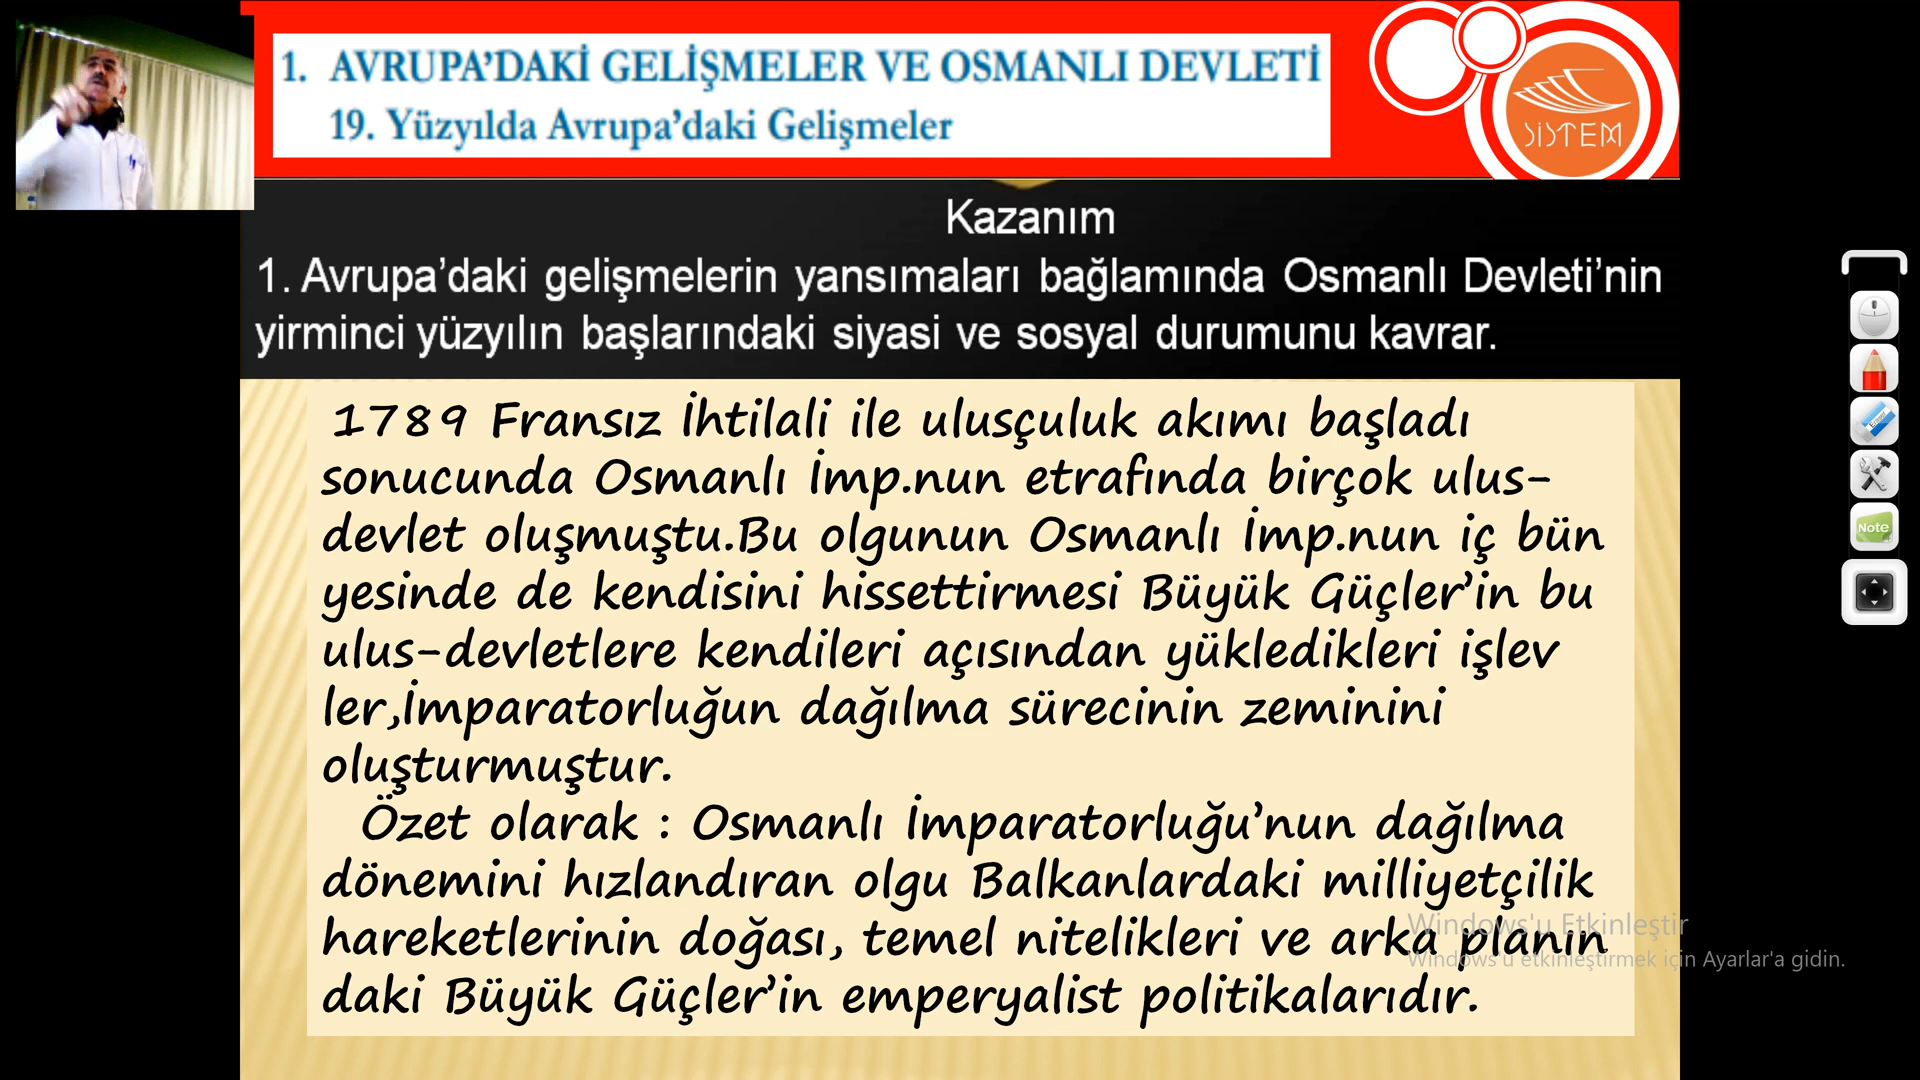 1. AVRUPA’DAKİ GELİŞMELER VE OSMANLI DEVLETİ
19. Yüzyılda Avrupa’daki Gelişmeler
SİSTEM
Kazanım
1. Avrupa’daki gelişmelerin yansımaları bağlamında Osmanlı Devleti’nin
yirminci yüzyılın başlarındaki siyasi ve sosyal durumunu kavrar.
1789 Fransız İhtilali ile ulusçuluk akımı başladı
sonucunda Osmanlı İmp.nun etrafında birçok ulus-
devlet oluşmuştu.Bu olgunun Osmanlı İmp.nun iç bün
yesinde de kendisini hissettirmesi Büyük Güçler’in bu
ulus-devletlere kendileri açısından yükledikleri işlev
ler,İmparatorluğun dağılma sürecinin zeminini
oluşturmuştur.
Özet olarak : Osmanlı İmparatorluğu’nun dağılma
dönemini hızlandıran olgu Balkanlardaki milliyetçilik
hareketlerinin doğası, temel nitelikleri ve arka planin
daki Büyük Güçler’in emperyalist politikalarıdır.
Windows'u Etkinleştir
Windows'u etkinleştirmek için Ayarlar'a gidin.
Note